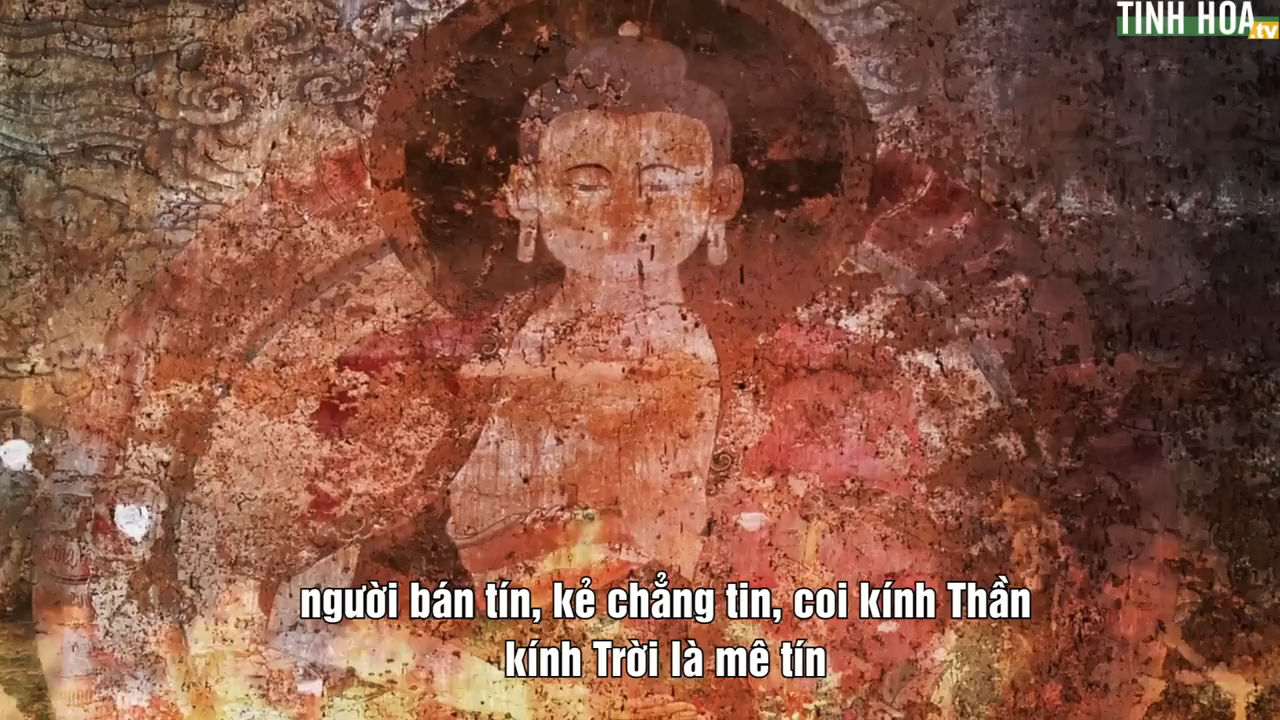 TINH HOA
.tv
người bán tín, kẻ chẳng tin, coi kính Thần
kính Trời là mê tín